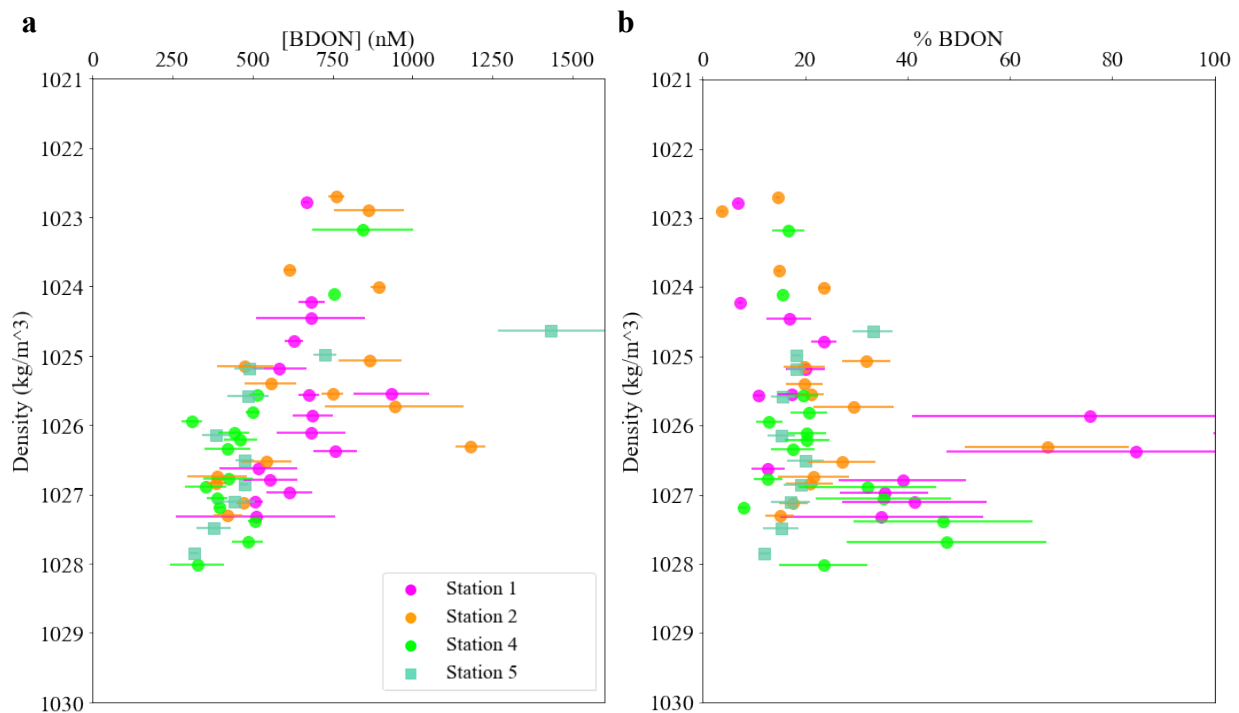 a
[BDON] (nM)
0 250 500 750 1000 1250 1500
1021
1022
1023
1024
1025
1026
1027
1028
1029
1030
Density (kg/m^3)
Station 1
Station 2
Station 4
Station 5
b
% BDON
0 20 40 60 80 100
1021
1022
1023
1024
1025
1026
1027
1028
1029
1030
Density (kg/m^3)